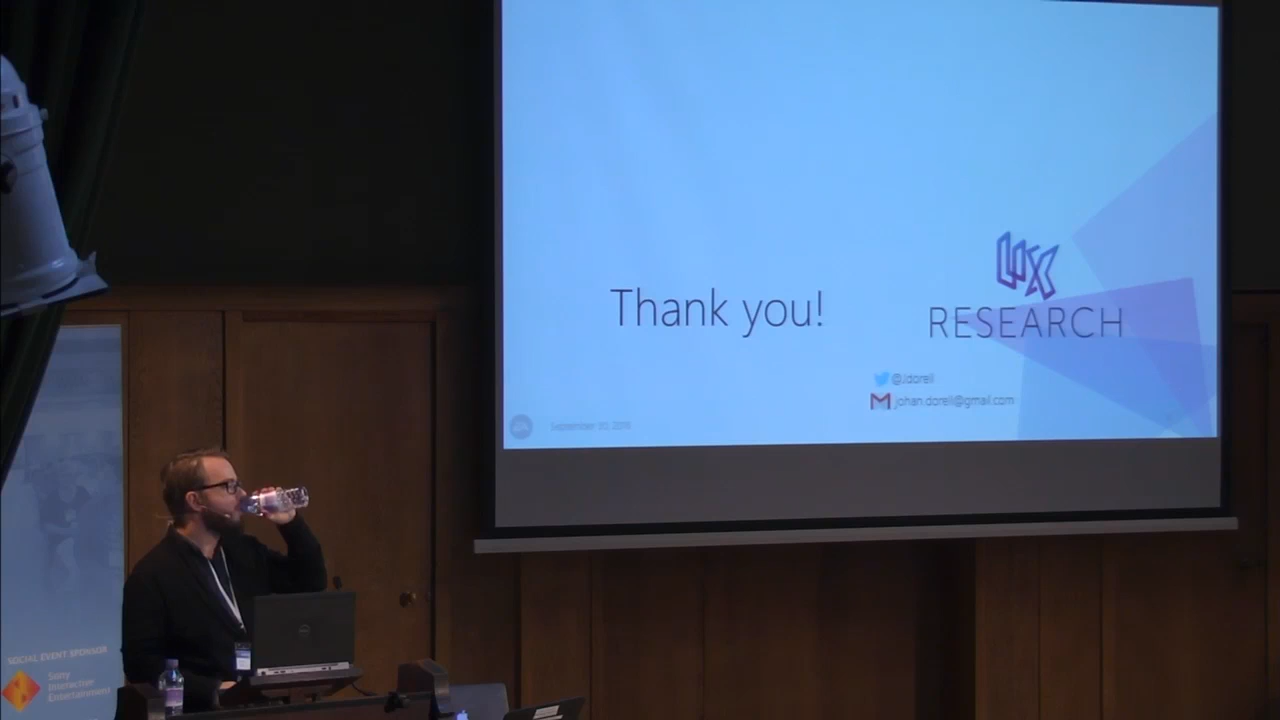 Thank you!
UX
RESEARCH
@Jdorell
johan.dorell@gmail.com
SOCIAL EVENT SPONSOR
Sony
Interactive
Entertainment